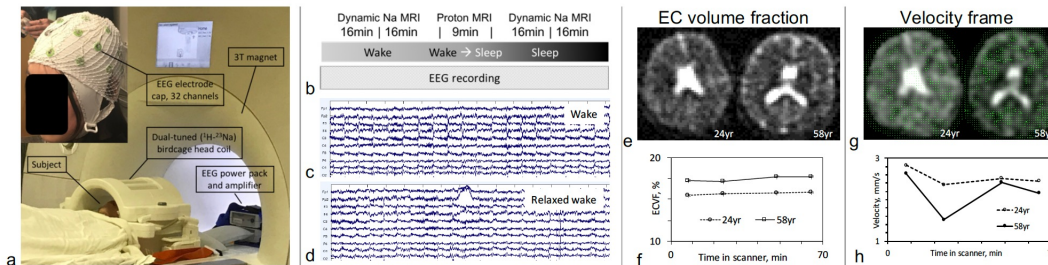 3T magnet
EEG electrode
cap, 32 channels
Dual-tuned (¹H-²³Na)
birdcage head coil
Subject
EEG power pack
and amplifier
a
Dynamic Na MRI
16min | 16min
Proton MRI
| 9min |
Dynamic Na MRI
16min | 16min
Wake
Wake → Sleep
Sleep
EEG recording
b
Wake
c
Relaxed wake
d
EC volume fraction
24yr
58yr
e
20
10
ECVF, %
24yr
58yr
0
70
Time in scanner, min
f
Velocity frame
24yr
58yr
g
3
1
Velocity, mm/s
24yr
58yr
0
70
Time in scanner, min
h